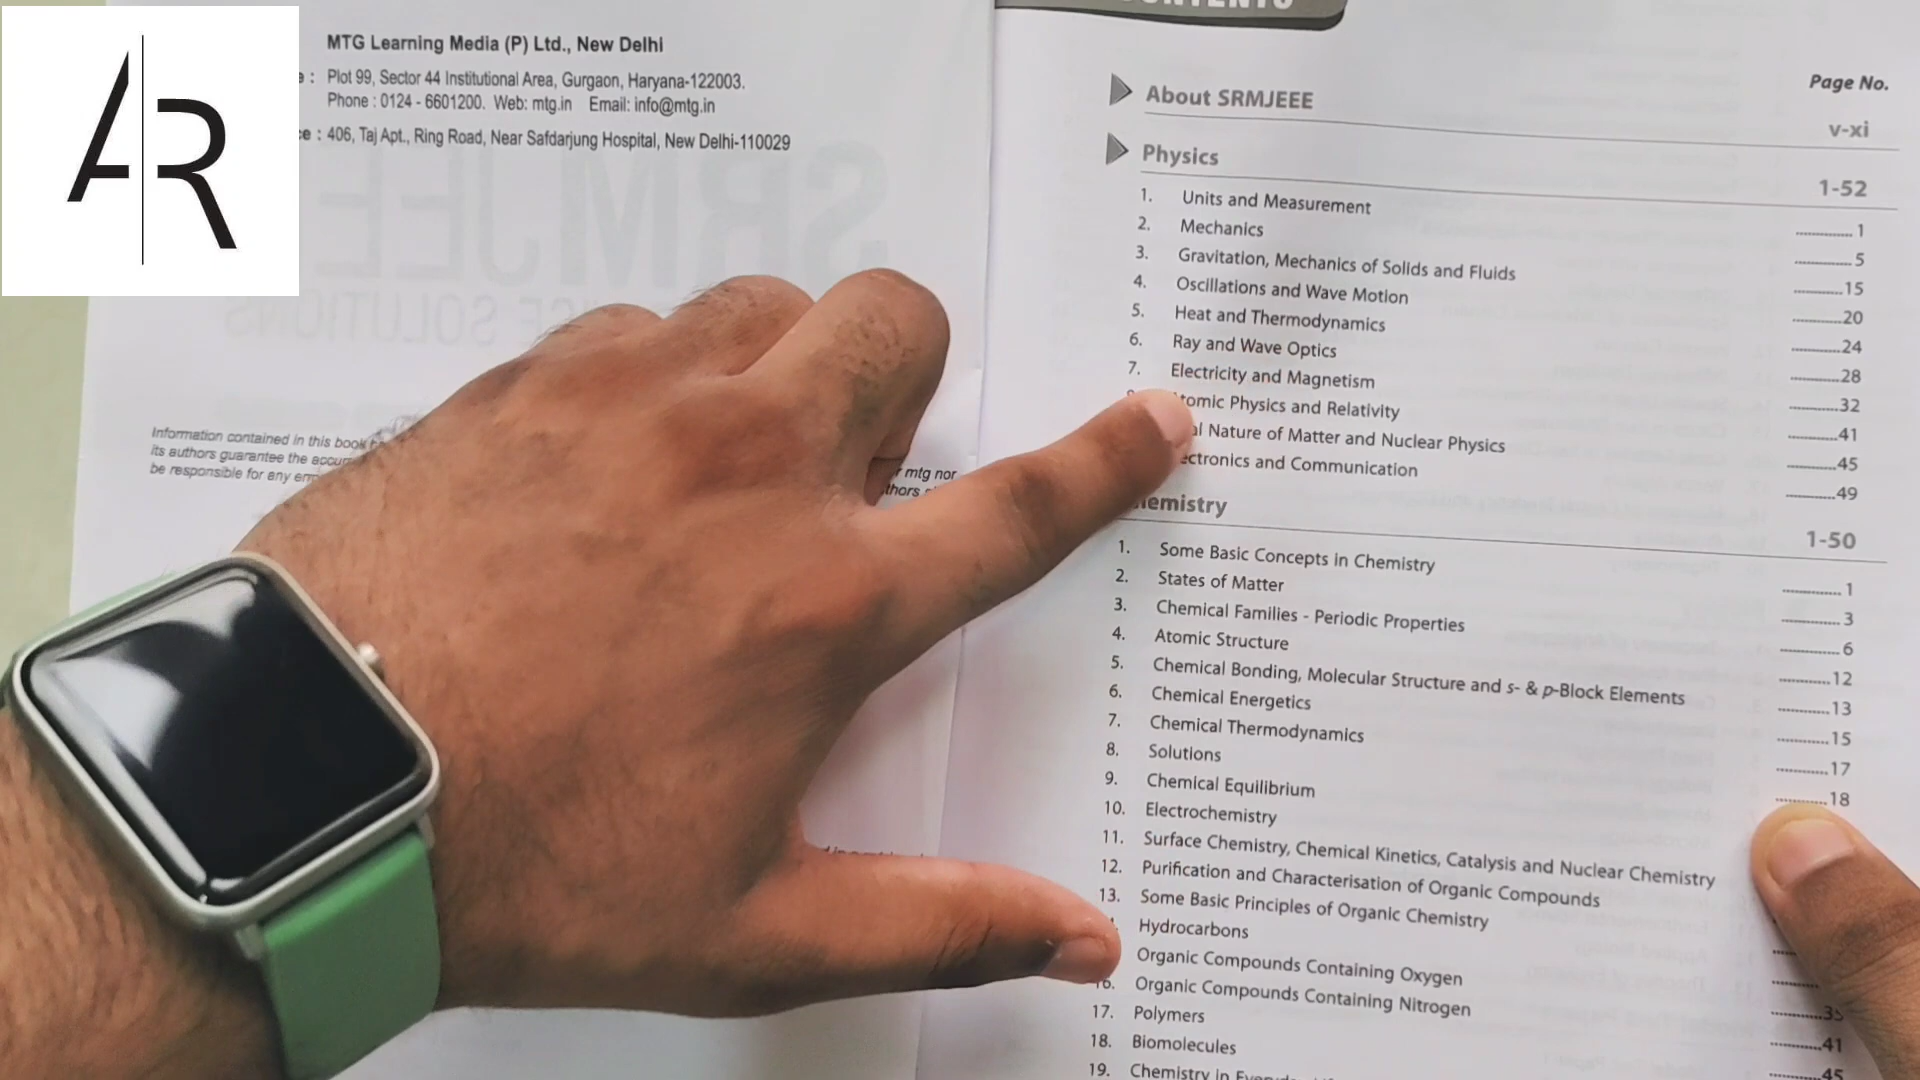 AR
MTG Learning Media (P) Ltd., New Delhi
: Plot 99, Sector 44 Institutional Area, Gurgaon, Haryana-122003.
Phone : 0124 - 6601200. Web: mtg.in Email: info@mtg.in
: 406, Taj Apt., Ring Road, Near Safdarjung Hospital, New Delhi-110029
Information contained in this book
its authors guarantee the
be responsible for any
mtg nor
CONTENTS
Page No.
About SRMJEEE v-xi
Physics 1-52
1. Units and Measurement ..............1
2. Mechanics ..............5
3. Gravitation, Mechanics of Solids and Fluids ............15
4. Oscillations and Wave Motion ............20
5. Heat and Thermodynamics ............24
6. Ray and Wave Optics ............28
7. Electricity and Magnetism ............32
Physics and Relativity ............41
Nature of Matter and Nuclear Physics ............45
and Communication ............49
Chemistry 1-50
1. Some Basic Concepts in Chemistry ..............1
2. States of Matter ..............3
3. Chemical Families - Periodic Properties ..............6
4. Atomic Structure ............12
5. Chemical Bonding, Molecular Structure and s- & p-Block Elements ............13
6. Chemical Energetics ............15
7. Chemical Thermodynamics ............17
8. Solutions ............18
9. Chemical Equilibrium
10. Electrochemistry
11. Surface Chemistry, Chemical Kinetics, Catalysis and Nuclear Chemistry
12. Purification and Characterisation of Organic Compounds
13. Some Basic Principles of Organic Chemistry
Hydrocarbons
Organic Compounds Containing Oxygen
16. Organic Compounds Containing Nitrogen
17. Polymers ............41
18. Biomolecules ............45
19. Chemistry in